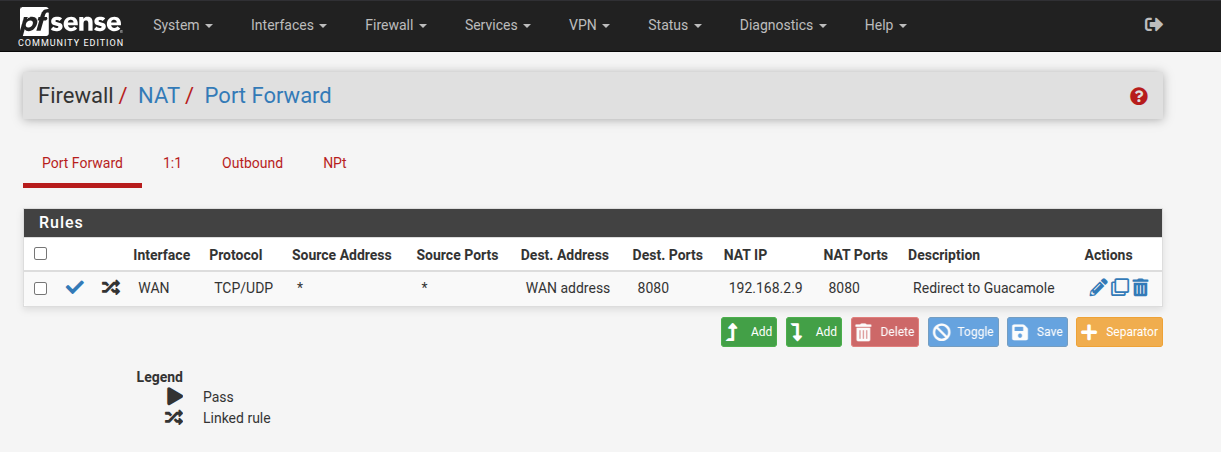 pfsense System Interfaces Firewall Services VPN Status Diagnostics Help
COMMUNITY EDITION
Firewall / NAT / Port Forward ?
Port Forward 1:1 Outbound NPt
Rules
Interface Protocol Source Address Source Ports Dest. Address Dest. Ports NAT IP NAT Ports Description Actions
WAN TCP/UDP * * WAN address 8080 192.168.2.9 8080 Redirect to Guacamole
Add Add Delete Toggle Save Separator
Legend
Pass
Linked rule